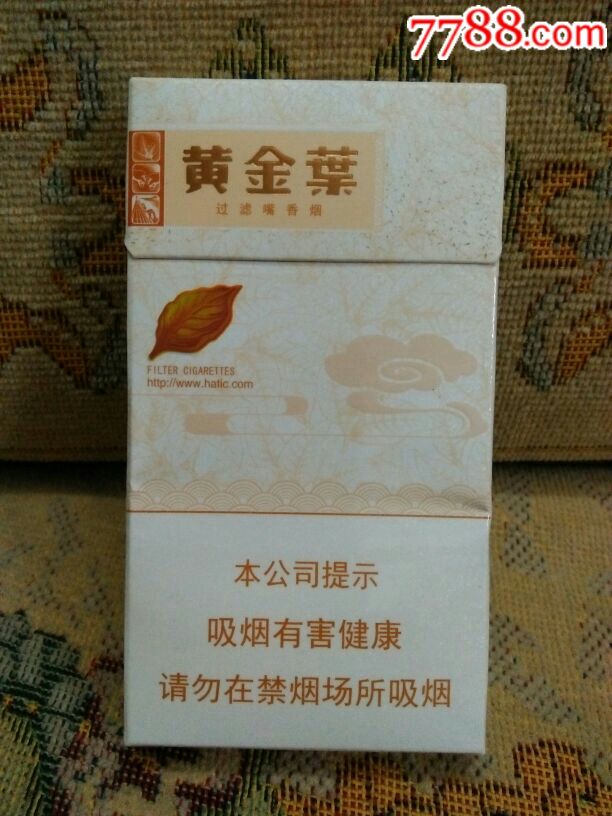 7788.com
黄金葉
过滤嘴香烟
FILTER CIGARETTES
http://www.hatic.com
本公司提示
吸烟有害健康
请勿在禁烟场所吸烟